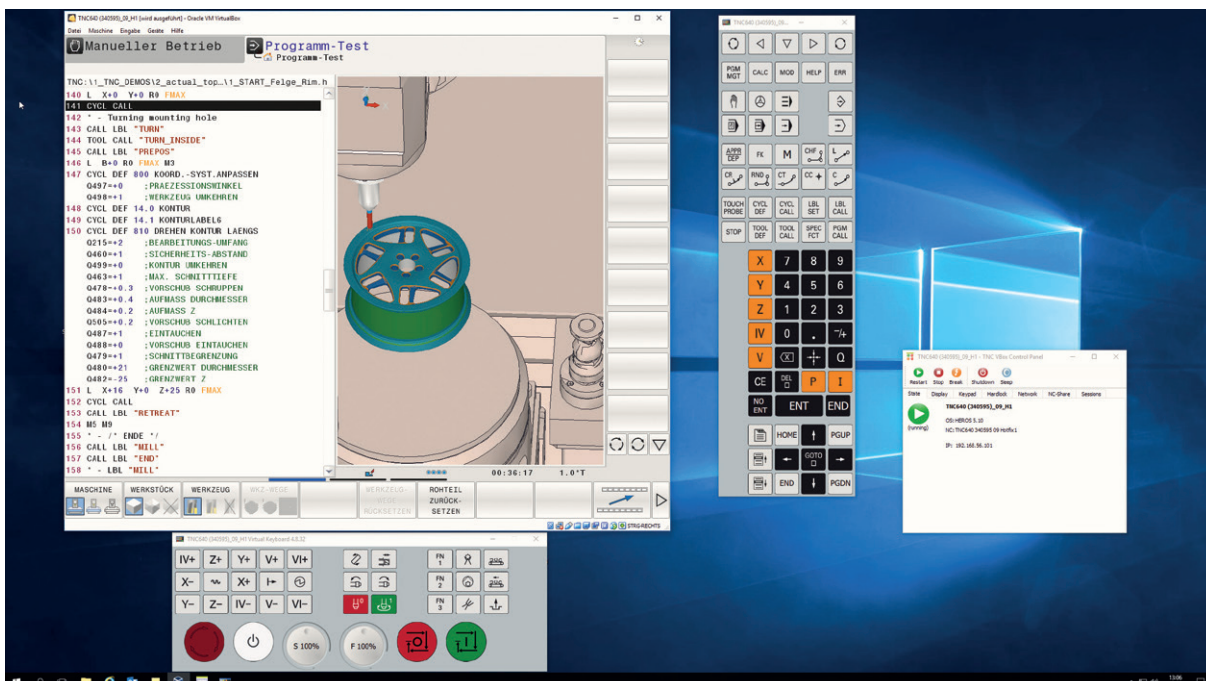 TNC640 (340595)_09_H1 [wird ausgeführt] - Oracle VM VirtualBox
Datei Maschine Eingabe Geräte Hilfe
Manueller Betrieb
Programm-Test
Programm-Test
TNC:\1_TNC_DEMOS\2_actual_top...\1_START_Felge_Rim.h
140 L X+0 Y+0 R0 FMAX
141 CYCL CALL
142 * - Turning mounting hole
143 CALL LBL "TURN"
144 TOOL CALL "TURN_INSIDE"
145 CALL LBL "PREPOS"
146 L B+0 R0 FMAX M3
147 CYCL DEF 800 KOORD.-SYST.ANPASSEN
Q497=+0 ;PRAEZESSIONSWINKEL
Q498=+1 ;WERKZEUG UMKEHREN
148 CYCL DEF 14.0 KONTUR
149 CYCL DEF 14.1 KONTURLABEL6
150 CYCL DEF 810 DREHEN KONTUR LAENGS
Q215=+2 ;BEARBEITUNGS-UMFANG
Q460=+1 ;SICHERHEITS-ABSTAND
Q499=+0 ;KONTUR UMKEHREN
Q463=+1 ;MAX. SCHNITTTIEFE
Q478=+0.3 ;VORSCHUB SCHRUPPEN
Q483=+0.4 ;AUFMASS DURCHMESSER
Q484=+0.2 ;AUFMASS Z
Q505=+0.2 ;VORSCHUB SCHLICHTEN
Q487=+1 ;EINTAUCHEN
Q488=+0 ;VORSCHUB EINTAUCHEN
Q479=+1 ;SCHNITTBEGRENZUNG
Q480=+21 ;GRENZWERT DURCHMESSER
Q482=-25 ;GRENZWERT Z
151 L X+16 Y+0 Z+25 R0 FMAX
152 CYCL CALL
153 CALL LBL "RETREAT"
154 M5 M9
155 * - /* ENDE */
156 CALL LBL "MILL"
157 CALL LBL "END"
158 * - LBL "MILL"
00:36:17 1.0*T
MASCHINE WERKSTÜCK WERKZEUG WKZ-WEGE
WERKZEUG-
WEGE
RÜCKSETZEN
ROHTEIL
ZURÜCK-
SETZEN
STRG-RECHTS
TNC640 (340595)_09_H1 Virtual Keyboard 4.8.32
IV+ Z+ Y+ V+ VI+ FN 1
X- X+ FN 2
Y- Z- IV- V- VI- FN 3
S 100% F 100%
TNC640 (340595)_09...
PGM MGT CALC MOD HELP ERR
APPR DEP FK M CHF L
CR RND CT CC C
TOUCH PROBE CYCL DEF CYCL CALL LBL SET LBL CALL
STOP TOOL DEF TOOL CALL SPEC FCT PGM CALL
X 7 8 9
Y 4 5 6
Z 1 2 3
IV 0 . -/+
V Q
CE DEL P I
NO ENT ENT END
HOME PGUP
GOTO
END PGDN
TNC640 (340595)_09_H1 - TNC VBox Control Panel
Restart Stop Break Shutdown Sleep
State Display Keypad Hardlock Network NC-Share Sessions
TNC640 (340595)_09_H1
(running)
OS: HEROS 5.10
NC: TNC640 340595 09 Hotfix1
IP: 192.168.56.101
13:06